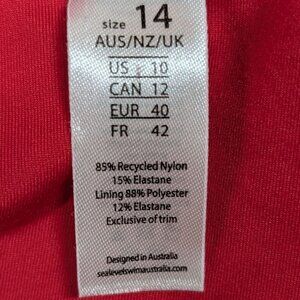 size 14
AUS/NZ/UK
US : 10
CAN 12
EUR 40
FR 42
85% Recycled Nylon
15% Elastane
Lining 88% Polyester
12% Elastane
Exclusive of trim
Designed in Australia
sealevelswimaustralia.com